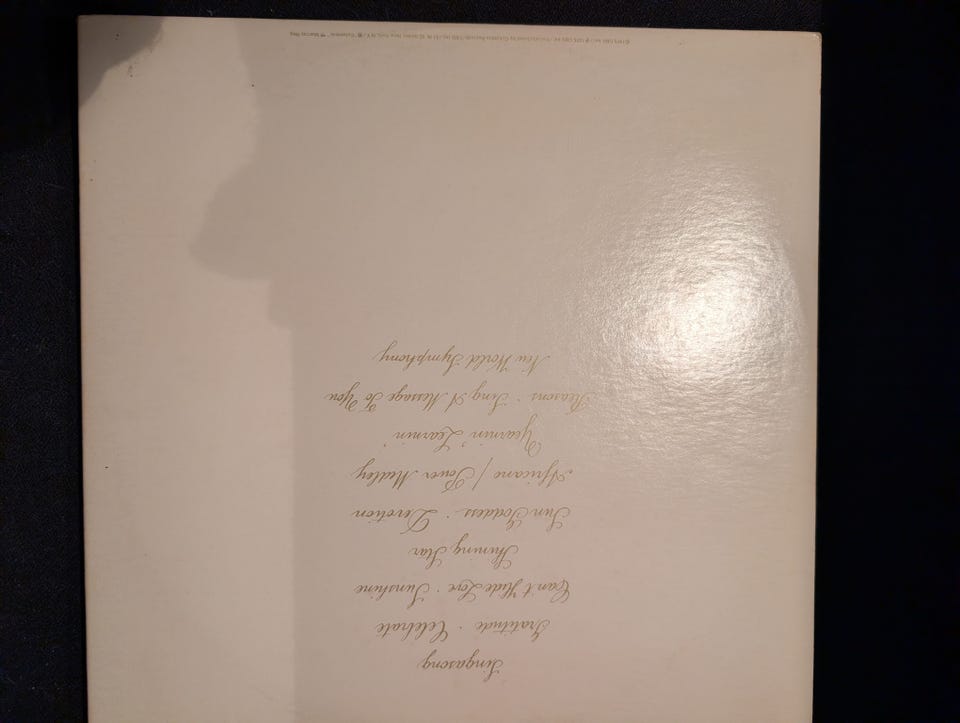 Singasong
Gratitude · Celebrate
Can't Hide Love · Sunshine
Shining Star
Sun Goddess · Devotion
Africano / Power Medley
Yearnin' Learnin'
Reasons · Sing A Message To You
New World Symphony